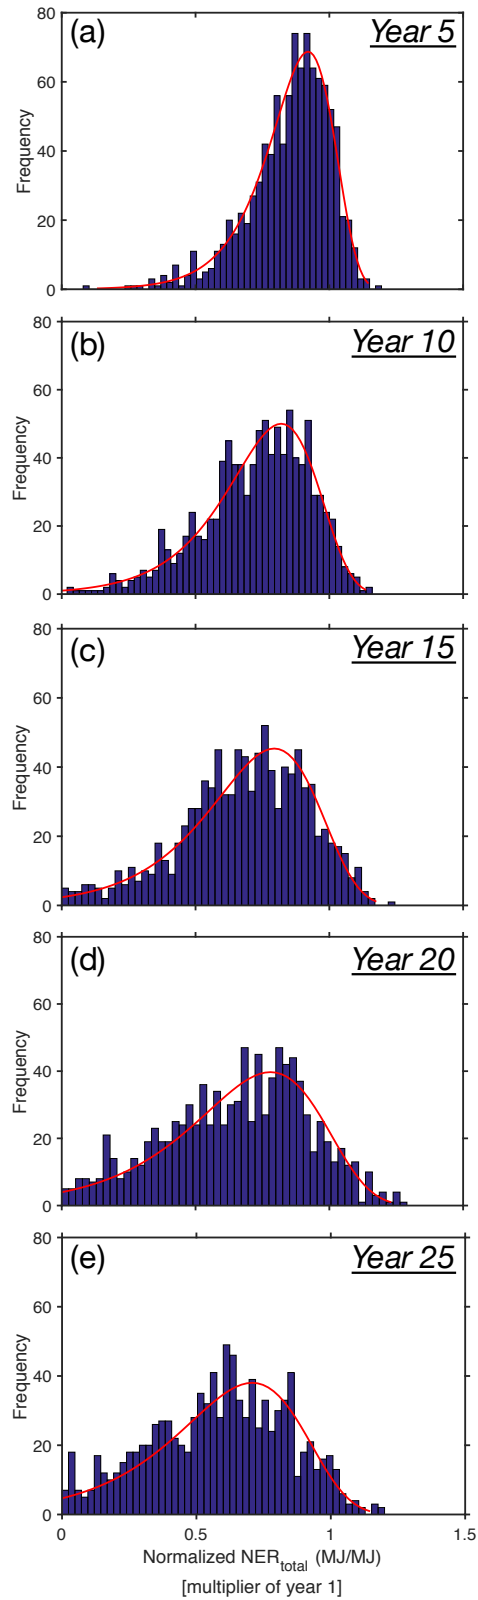 (a) Year 5
80
60
40
20
0
Frequency
(b) Year 10
80
60
40
20
0
Frequency
(c) Year 15
80
60
40
20
0
Frequency
(d) Year 20
80
60
40
20
0
Frequency
(e) Year 25
80
60
40
20
0
Frequency
0 0.5 1 1.5
Normalized NER_total (MJ/MJ)
[multiplier of year 1]